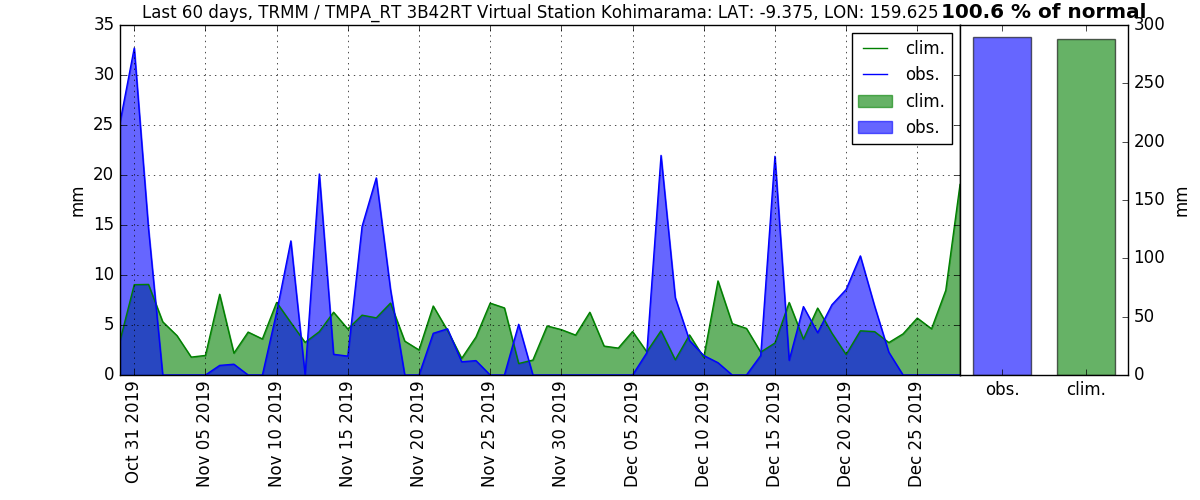 Last 60 days, TRMM / TMPA_RT 3B42RT Virtual Station Kohimarama: LAT: -9.375, LON: 159.625
100.6 % of normal
clim.
obs.
clim.
obs.
35
30
25
20
15
10
5
0
mm
Oct 31 2019
Nov 05 2019
Nov 10 2019
Nov 15 2019
Nov 20 2019
Nov 25 2019
Nov 30 2019
Dec 05 2019
Dec 10 2019
Dec 15 2019
Dec 20 2019
Dec 25 2019
300
250
200
150
100
50
0
mm
obs.
clim.